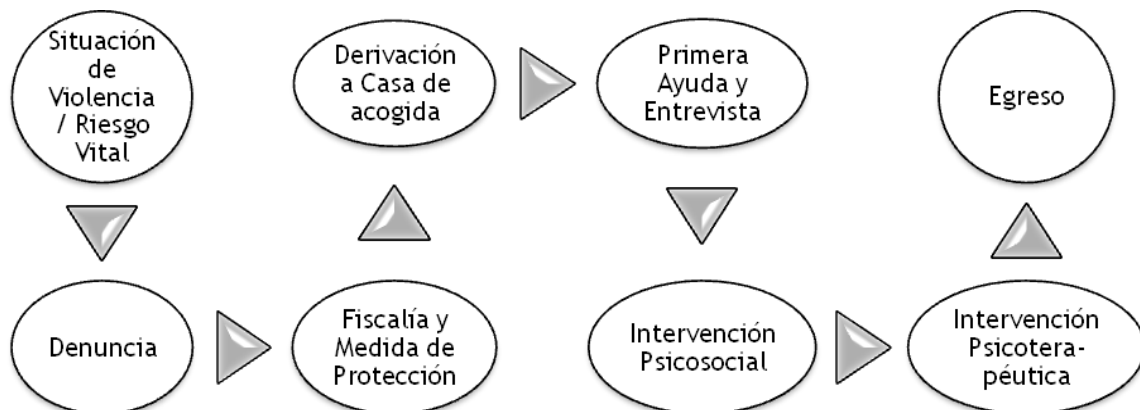 Situación
de
Violencia
/ Riesgo
Vital
Denuncia
Fiscalía y
Medida de
Protección
Derivación
a Casa de
acogida
Primera
Ayuda y
Entrevista
Intervención
Psicosocial
Intervención
Psicotera-
péutica
Egreso